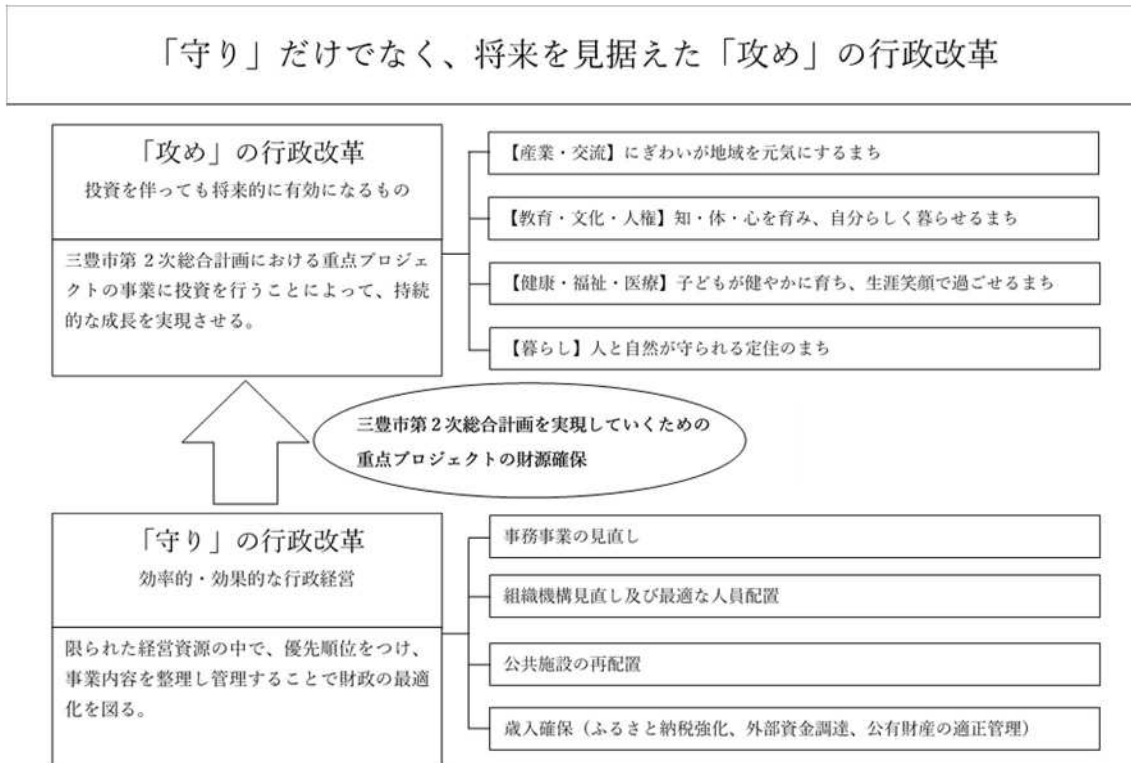 「守り」だけでなく、将来を見据えた「攻め」の行政改革
「攻め」の行政改革
投資を伴っても将来的に有効になるもの
三豊市第２次総合計画における重点プロジェ
クトの事業に投資を行うことによって、持続
的な成長を実現させる。
【産業・交流】にぎわいが地域を元気にするまち
【教育・文化・人権】知・体・心を育み、自分らしく暮らせるまち
【健康・福祉・医療】子どもが健やかに育ち、生涯笑顔で過ごせるまち
【暮らし】人と自然が守られる定住のまち
三豊市第２次総合計画を実現していくための
重点プロジェクトの財源確保
「守り」の行政改革
効率的・効果的な行政経営
限られた経営資源の中で、優先順位をつけ、
事業内容を整理し管理することで財政の最適
化を図る。
事務事業の見直し
組織機構見直し及び最適な人員配置
公共施設の再配置
歳入確保（ふるさと納税強化、外部資金調達、公有財産の適正管理）